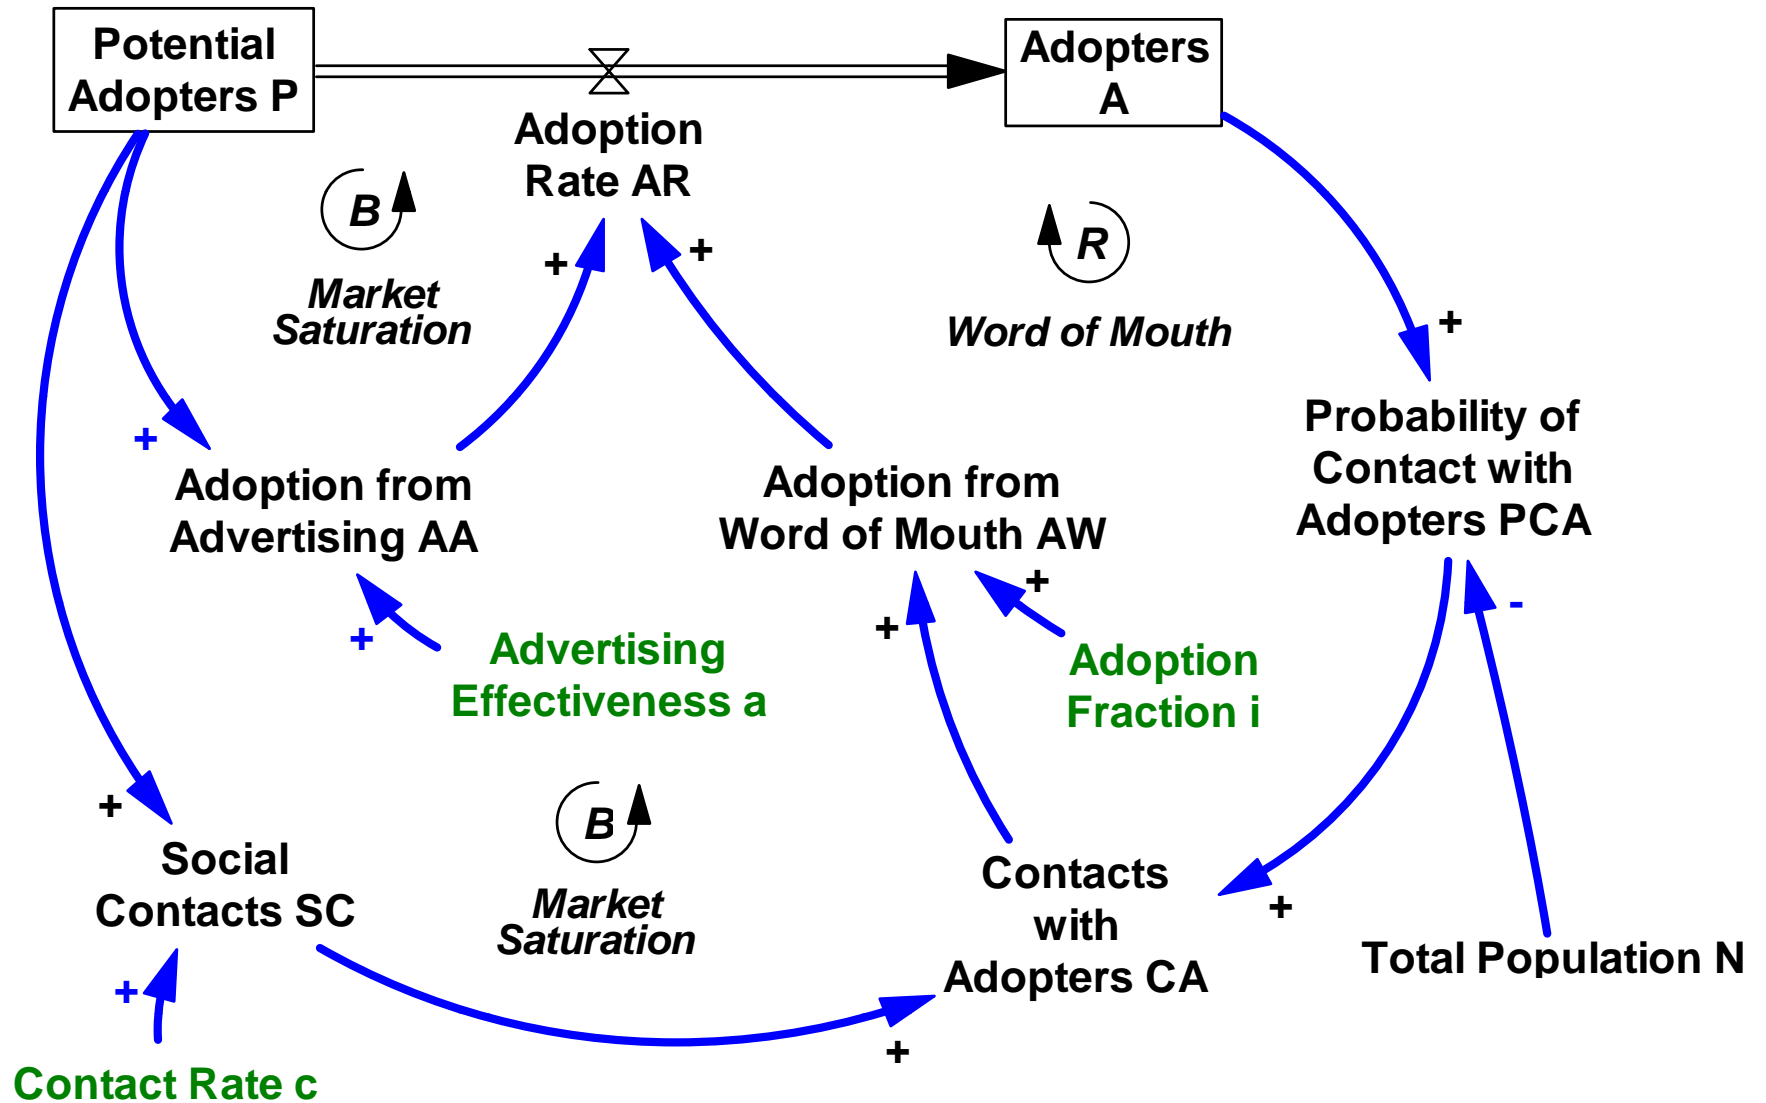 Potential
Adopters P
Adopters
A
Adoption
Rate AR
B
Market
Saturation
R
Word of Mouth
+
+
+
+
Probability of
Contact with
Adopters PCA
Adoption from
Advertising AA
Adoption from
Word of Mouth AW
+
+
+
-
Advertising
Effectiveness a
Adoption
Fraction i
+
B
Market
Saturation
Social
Contacts SC
Contacts
with
Adopters CA
+
Total Population N
+
+
Contact Rate c